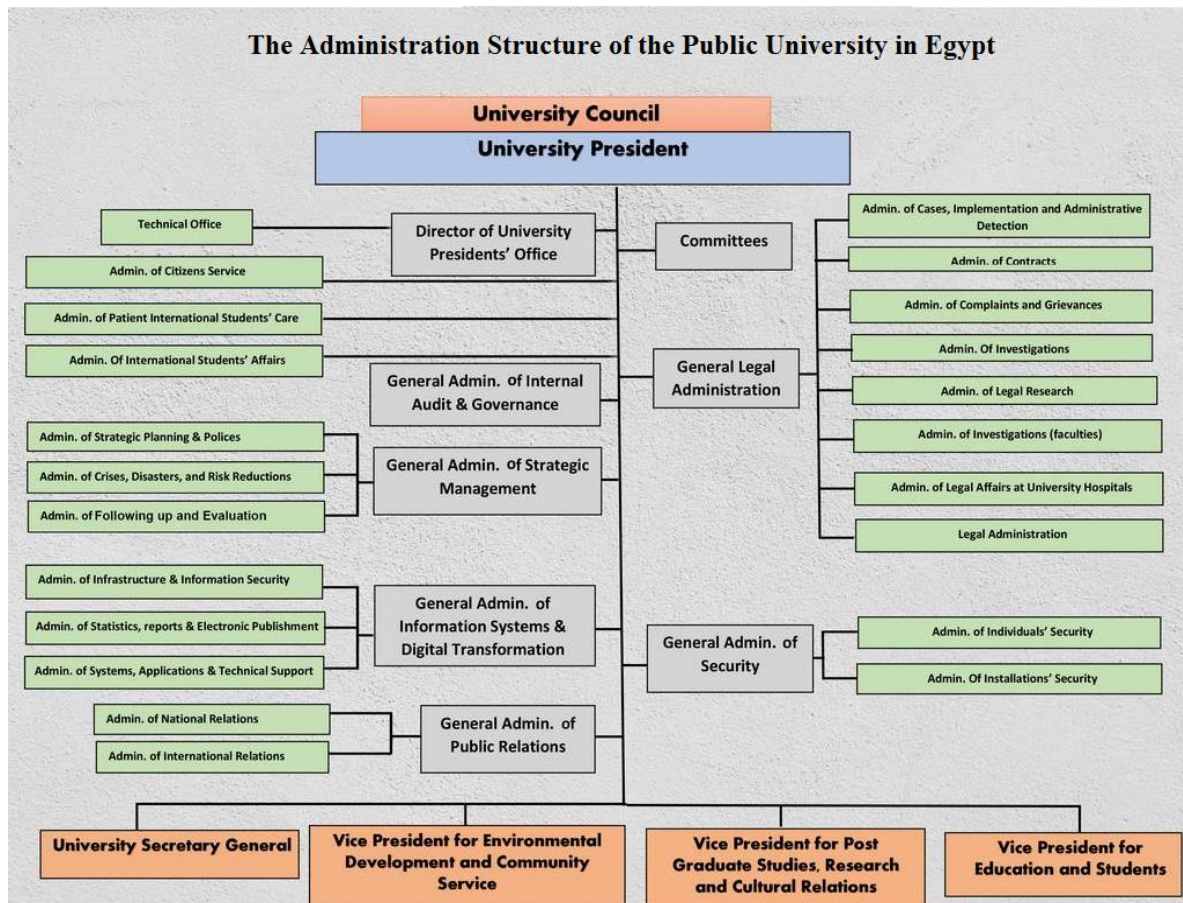 The Administration Structure of the Public University in Egypt
University Council
University President
Technical Office
Director of University
Presidents' Office
Admin. of Citizens Service
Admin. of Patient International Students' Care
Admin. Of International Students' Affairs
General Admin. of Internal
Audit & Governance
Admin. of Strategic Planning & Polices
Admin. of Crises, Disasters, and Risk Reductions
Admin. of Following up and Evaluation
General Admin. of Strategic
Management
Admin. of Infrastructure & Information Security
Admin. of Statistics, reports & Electronic Publishment
Admin. of Systems, Applications & Technical Support
General Admin. of
Information Systems &
Digital Transformation
Admin. of National Relations
Admin. of International Relations
General Admin. of
Public Relations
Committees
General Legal
Administration
Admin. of Cases, Implementation and Administrative
Detection
Admin. of Contracts
Admin. of Complaints and Grievances
Admin. Of Investigations
Admin. of Legal Research
Admin. of Investigations (faculties)
Admin. of Legal Affairs at University Hospitals
Legal Administration
General Admin. of
Security
Admin. of Individuals' Security
Admin. Of Installations' Security
University Secretary General
Vice President for Environmental
Development and Community
Service
Vice President for Post
Graduate Studies, Research
and Cultural Relations
Vice President for
Education and Students